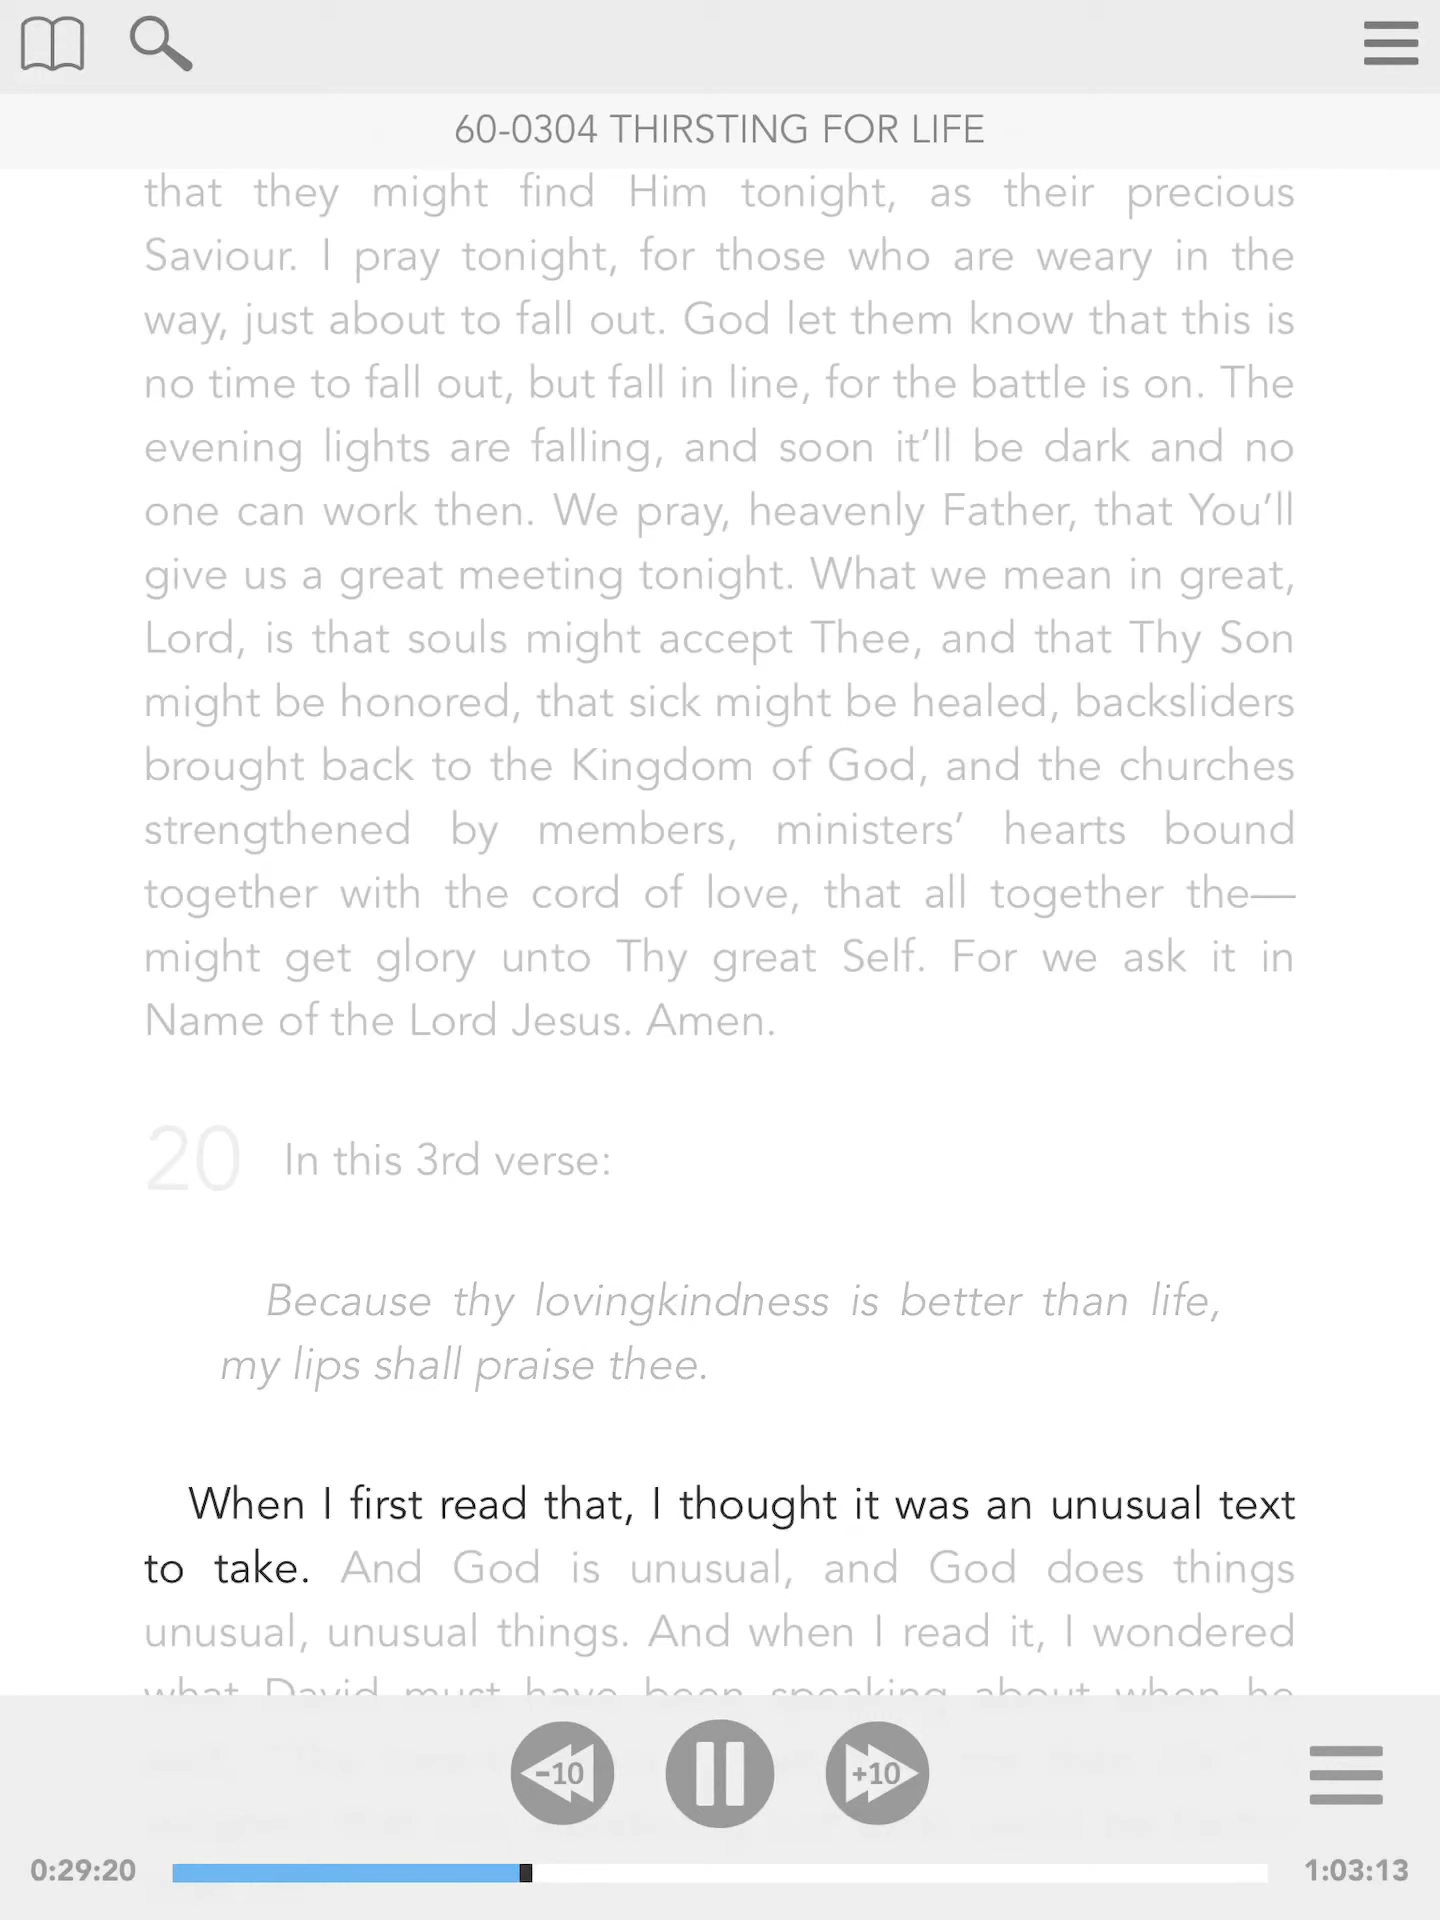 60-0304 THIRSTING FOR LIFE
that they might find Him tonight, as their precious
Saviour. I pray tonight, for those who are weary in the
way, just about to fall out. God let them know that this is
no time to fall out, but fall in line, for the battle is on. The
evening lights are falling, and soon it’ll be dark and no
one can work then. We pray, heavenly Father, that You’ll
give us a great meeting tonight. What we mean in great,
Lord, is that souls might accept Thee, and that Thy Son
might be honored, that sick might be healed, backsliders
brought back to the Kingdom of God, and the churches
strengthened by members, ministers’ hearts bound
together with the cord of love, that all together the—
might get glory unto Thy great Self. For we ask it in
Name of the Lord Jesus. Amen.
20 In this 3rd verse:
Because thy lovingkindness is better than life,
my lips shall praise thee.
When I first read that, I thought it was an unusual text
to take. And God is unusual, and God does things
unusual, unusual things. And when I read it, I wondered
what David must have been speaking about when he
-10 +10
0:29:20 1:03:13